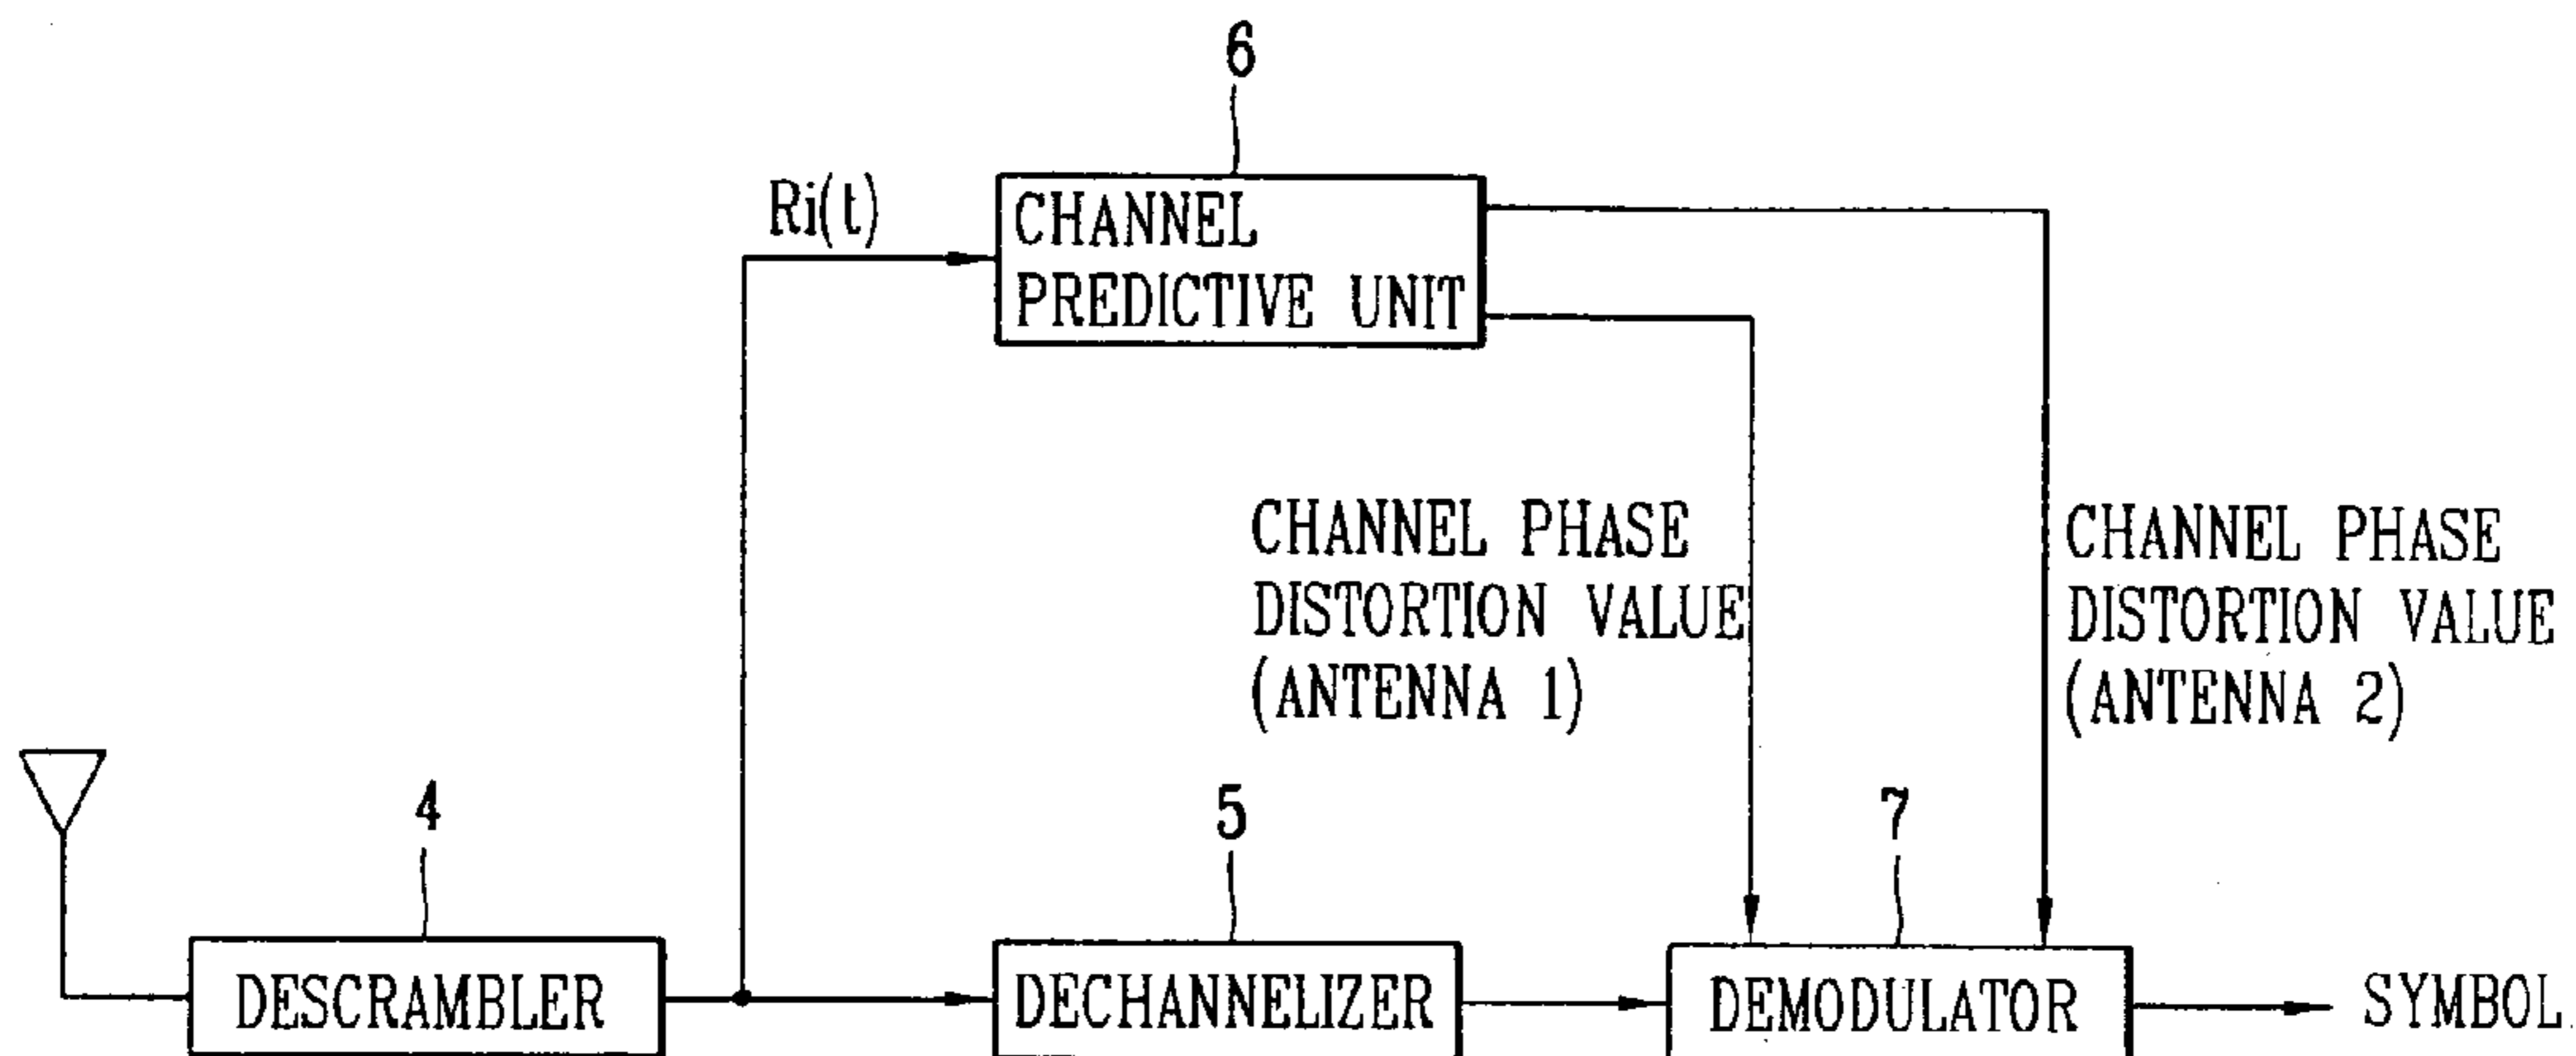 6
Ri(t)
CHANNEL
PREDICTIVE UNIT
CHANNEL PHASE
DISTORTION VALUE
(ANTENNA 1)
CHANNEL PHASE
DISTORTION VALUE
(ANTENNA 2)
4
5
7
DESCRAMBLER
DECHANNELIZER
DEMODULATOR
SYMBOL